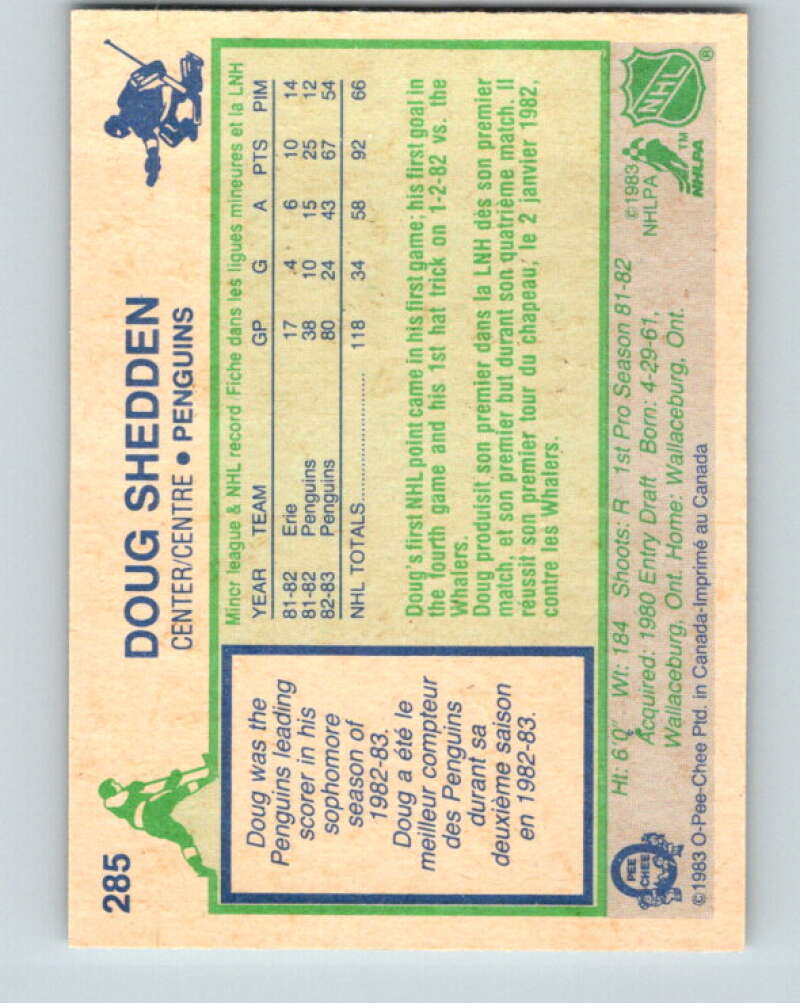 285
DOUG SHEDDEN
CENTER/CENTRE • PENGUINS
Doug was the
Penguins leading
scorer in his
sophomore
season of
1982-83.
Doug a été le
meilleur compteur
des Penguins
durant sa
deuxième saison
en 1982-83.
Minor league & NHL record Fiche dans les ligues mineures et la LNH
YEAR TEAM GP G A PTS PIM
81-82 Erie 17 4 6 10 14
81-82 Penguins 38 10 15 25 12
82-83 Penguins 80 24 43 67 54
NHL TOTALS 118 34 58 92 66
Doug's first NHL point came in his first game; his first goal in
the fourth game and his 1st hat trick on 1-2-82 vs. the
Whalers.
Doug produisit son premier dans la LNH dès son premier
match, et son premier but durant son quatrième match. Il
réussit son premier tour du chapeau, le 2 janvier 1982,
contre les Whalers.
Ht: 6'0" Wt: 184 Shoots: R 1st Pro Season 81-82
Acquired: 1980 Entry Draft Born: 4-29-61,
Wallaceburg, Ont. Home: Wallaceburg, Ont.
©1983
NHLPA
NHL ®
NHLPA ™
O PEE CHEE
©1983 O-Pee-Chee Ptd. in Canada-Imprimé au Canada